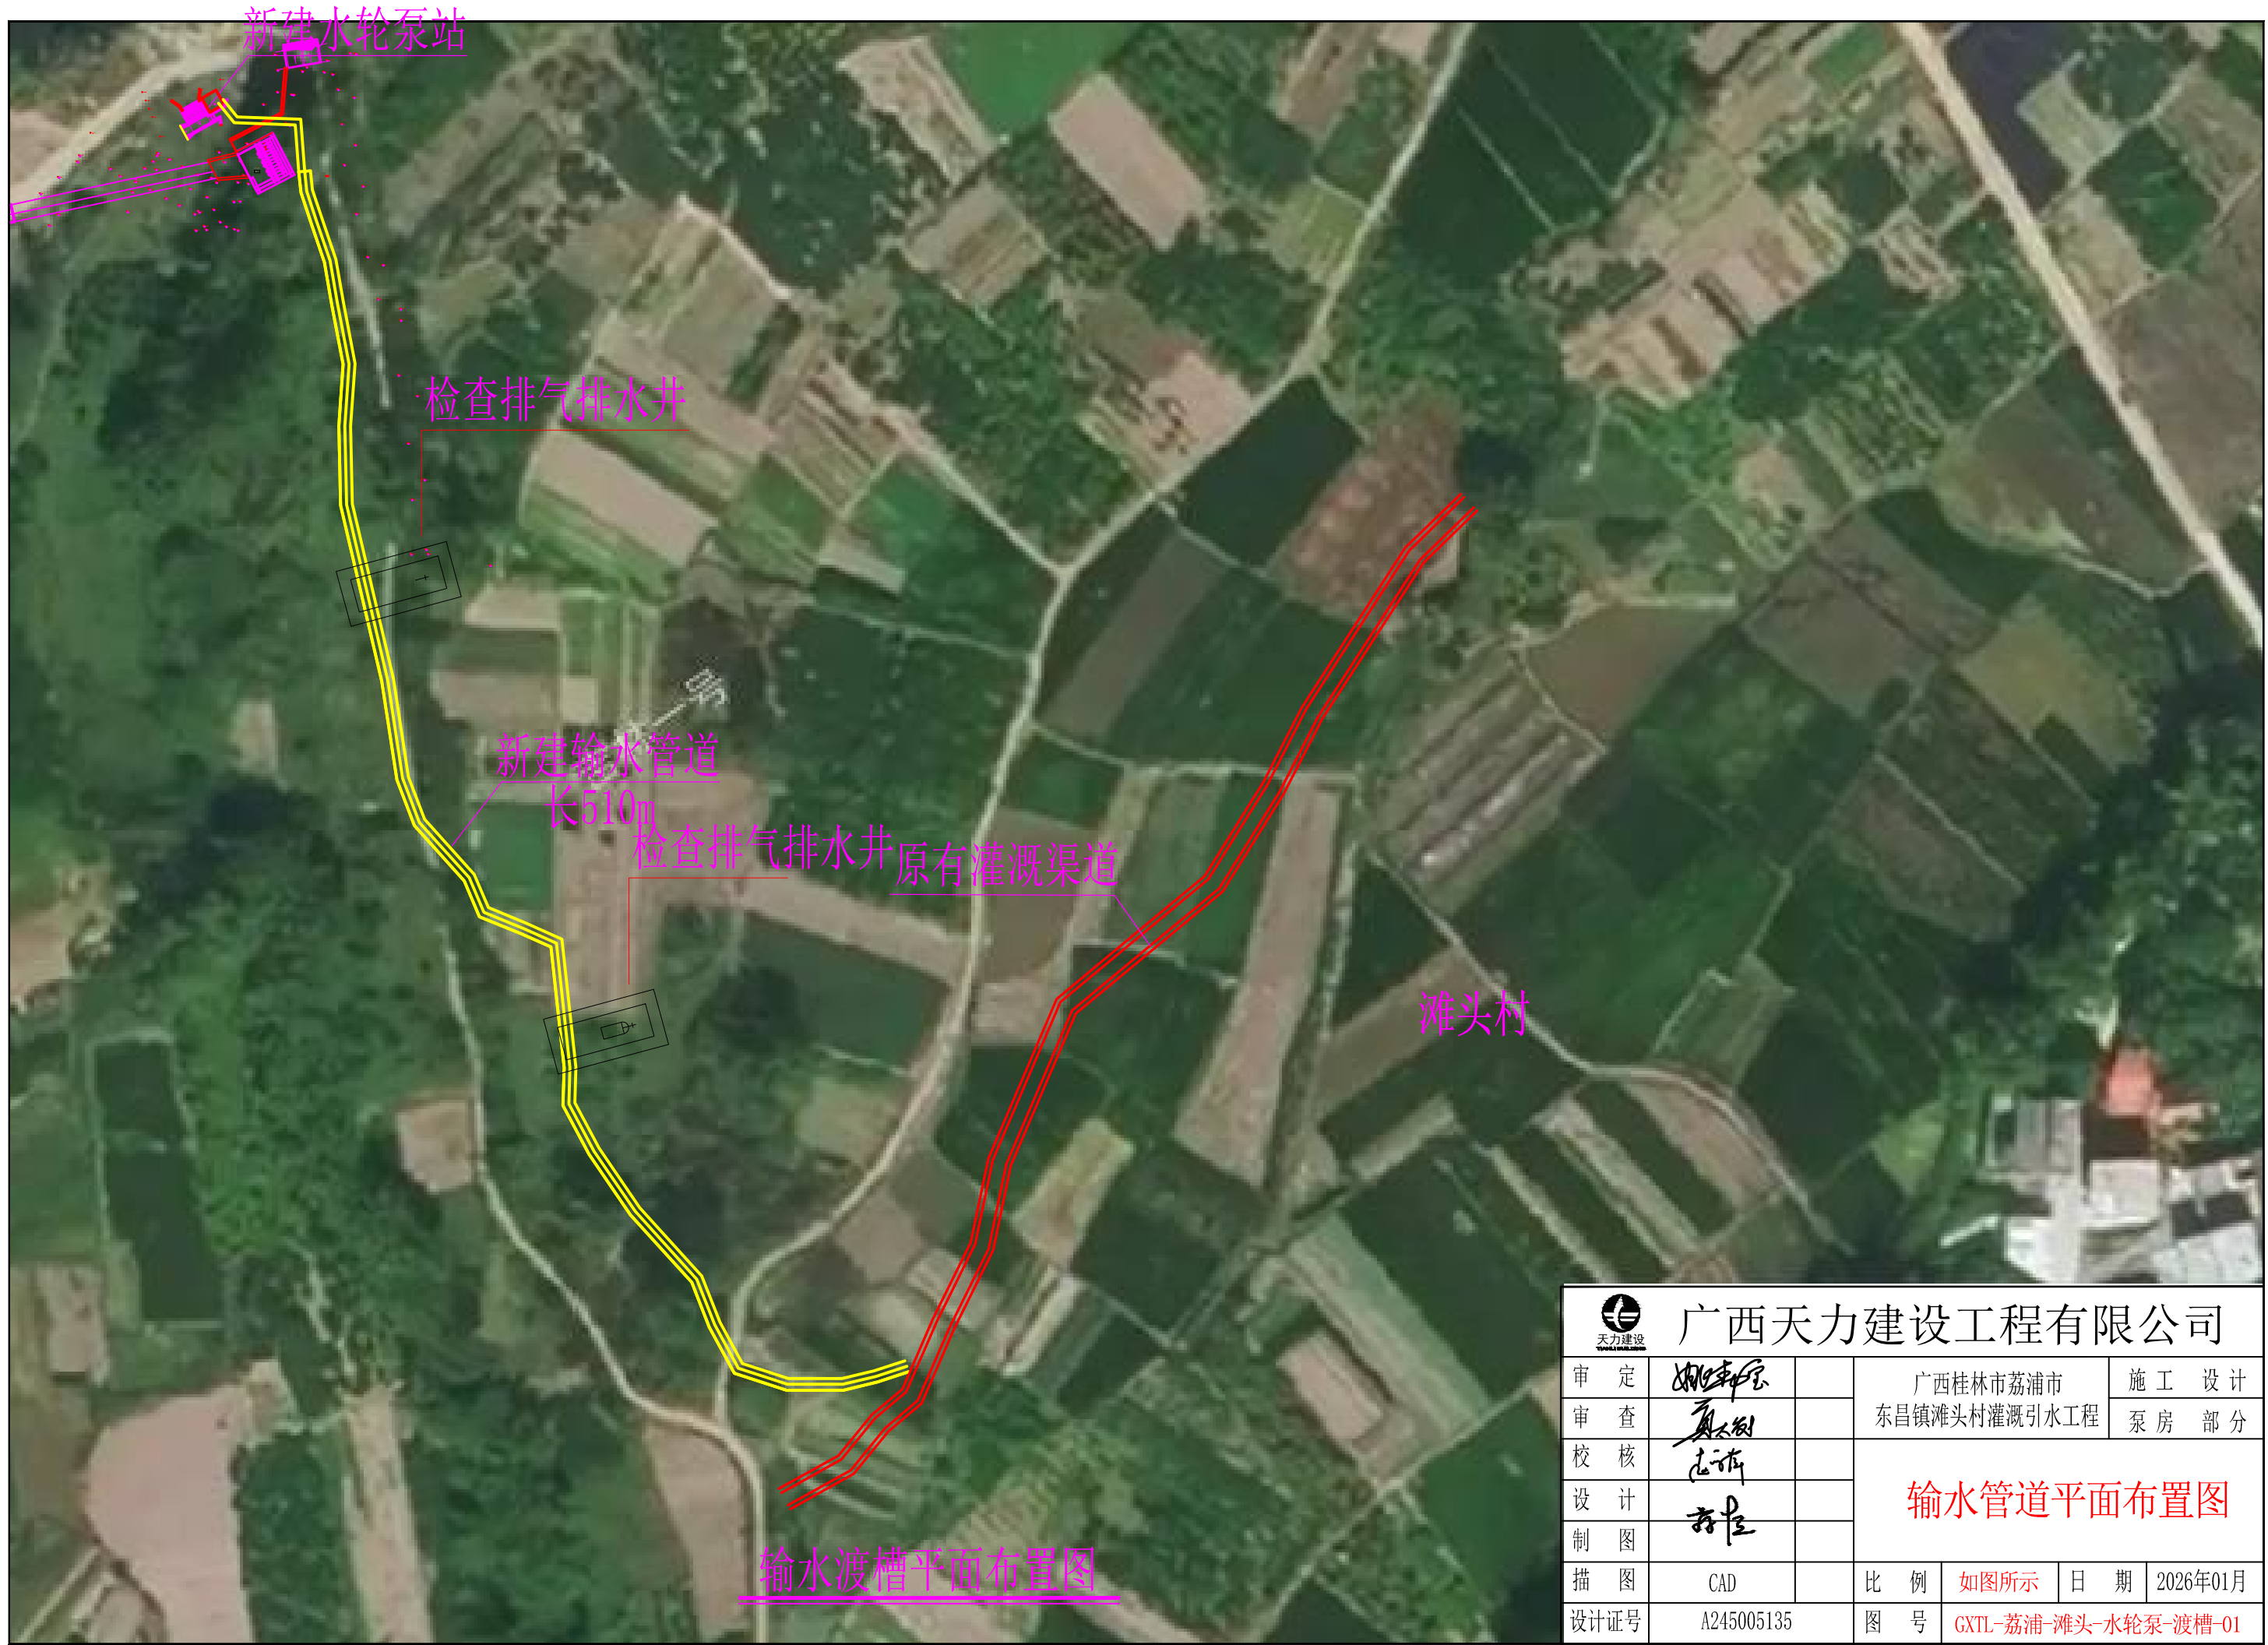 新建水轮泵站
检查排气排水井
新建输水管道
长510m
检查排气排水井
原有灌溉渠道
滩头村
输水渡槽平面布置图
天力建设
广西天力建设工程有限公司
审 定
审 查
校 核
设 计
制 图
描 图 CAD
设计证号 A245005135
广西桂林市荔浦市
东昌镇滩头村灌溉引水工程
施工 设计
泵房 部分
输水管道平面布置图
比 例 如图所示 日 期 2026年01月
图 号 GXTL-荔浦-滩头-水轮泵-渡槽-01